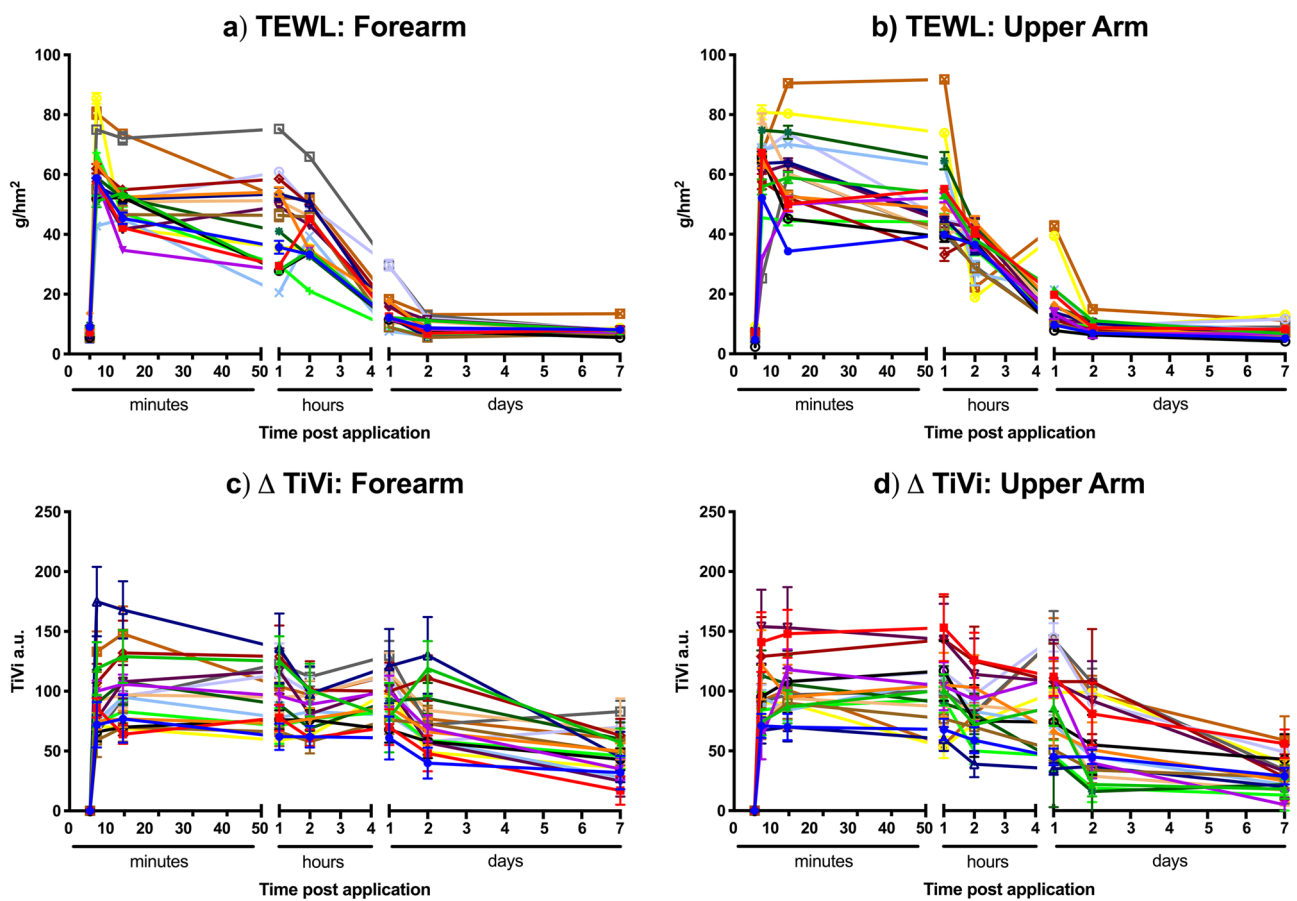 a) TEWL: Forearm
100
80
60
40
20
0
g/hm²
0 10 20 30 40 50 1 2 3 4 1 2 3 4 5 6 7
minutes hours days
Time post application
b) TEWL: Upper Arm
100
80
60
40
20
0
g/hm²
0 10 20 30 40 50 1 2 3 4 1 2 3 4 5 6 7
minutes hours days
Time post application
c) Δ TiVi: Forearm
250
200
150
100
50
0
TiVi a.u.
0 10 20 30 40 50 1 2 3 4 1 2 3 4 5 6 7
minutes hours days
Time post application
d) Δ TiVi: Upper Arm
250
200
150
100
50
0
TiVi a.u.
0 10 20 30 40 50 1 2 3 4 1 2 3 4 5 6 7
minutes hours days
Time post application